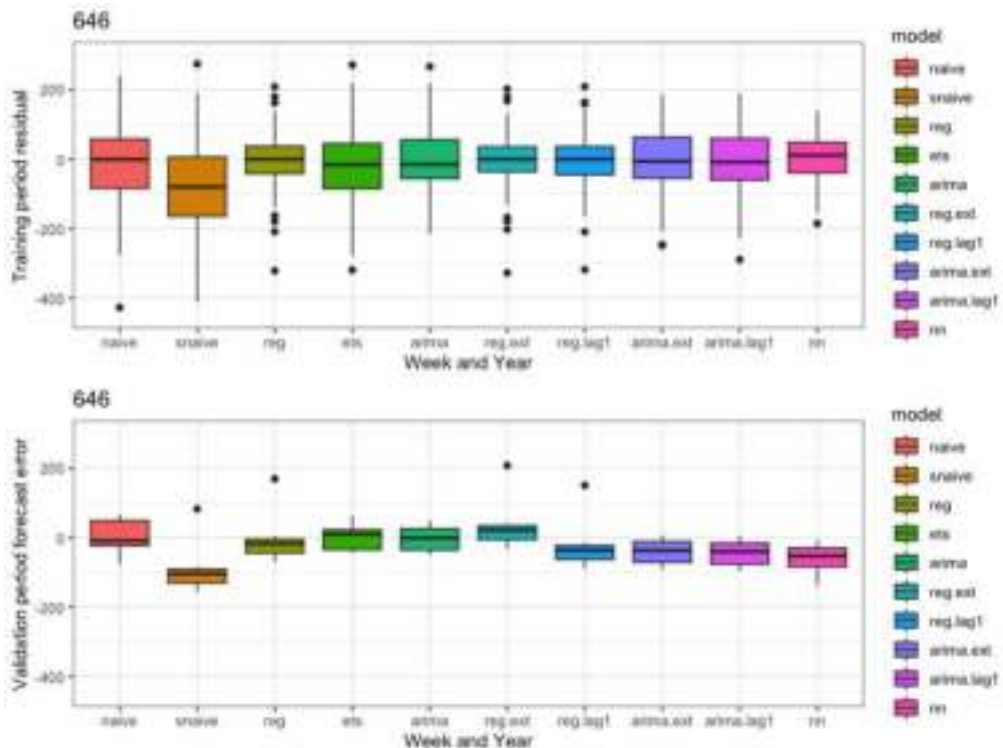 646
model
200
0
-200
-400
Training period residual
naive
snaive
reg
ets
arima
reg.ext
reg.lag1
arima.ext
arima.lag1
nn
naive snaive reg ets arima reg.ext reg.lag1 arima.ext arima.lag1 nn
Week and Year
646
model
200
0
-200
-400
Validation period forecast error
naive
snaive
reg
ets
arima
reg.ext
reg.lag1
arima.ext
arima.lag1
nn
naive snaive reg ets arima reg.ext reg.lag1 arima.ext arima.lag1 nn
Week and Year